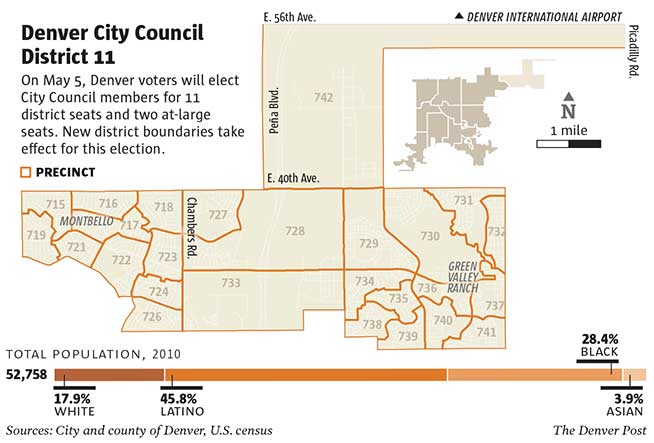 Denver City Council
District 11
On May 5, Denver voters will elect
City Council members for 11
district seats and two at-large
seats. New district boundaries take
effect for this election.
PRECINCT
E. 56th Ave.
▲ DENVER INTERNATIONAL AIRPORT
Picadilly Rd.
Peña Blvd.
742
N
1 mile
E. 40th Ave.
715
716
718
MONTBELLO
717
719
721
722
723
724
726
Chambers Rd.
727
728
733
729
730
731
732
GREEN
VALLEY
RANCH
734
735
736
737
738
739
740
741
28.4%
BLACK
TOTAL POPULATION, 2010
52,758
17.9%
WHITE
45.8%
LATINO
3.9%
ASIAN
Sources: City and county of Denver, U.S. census
The Denver Post